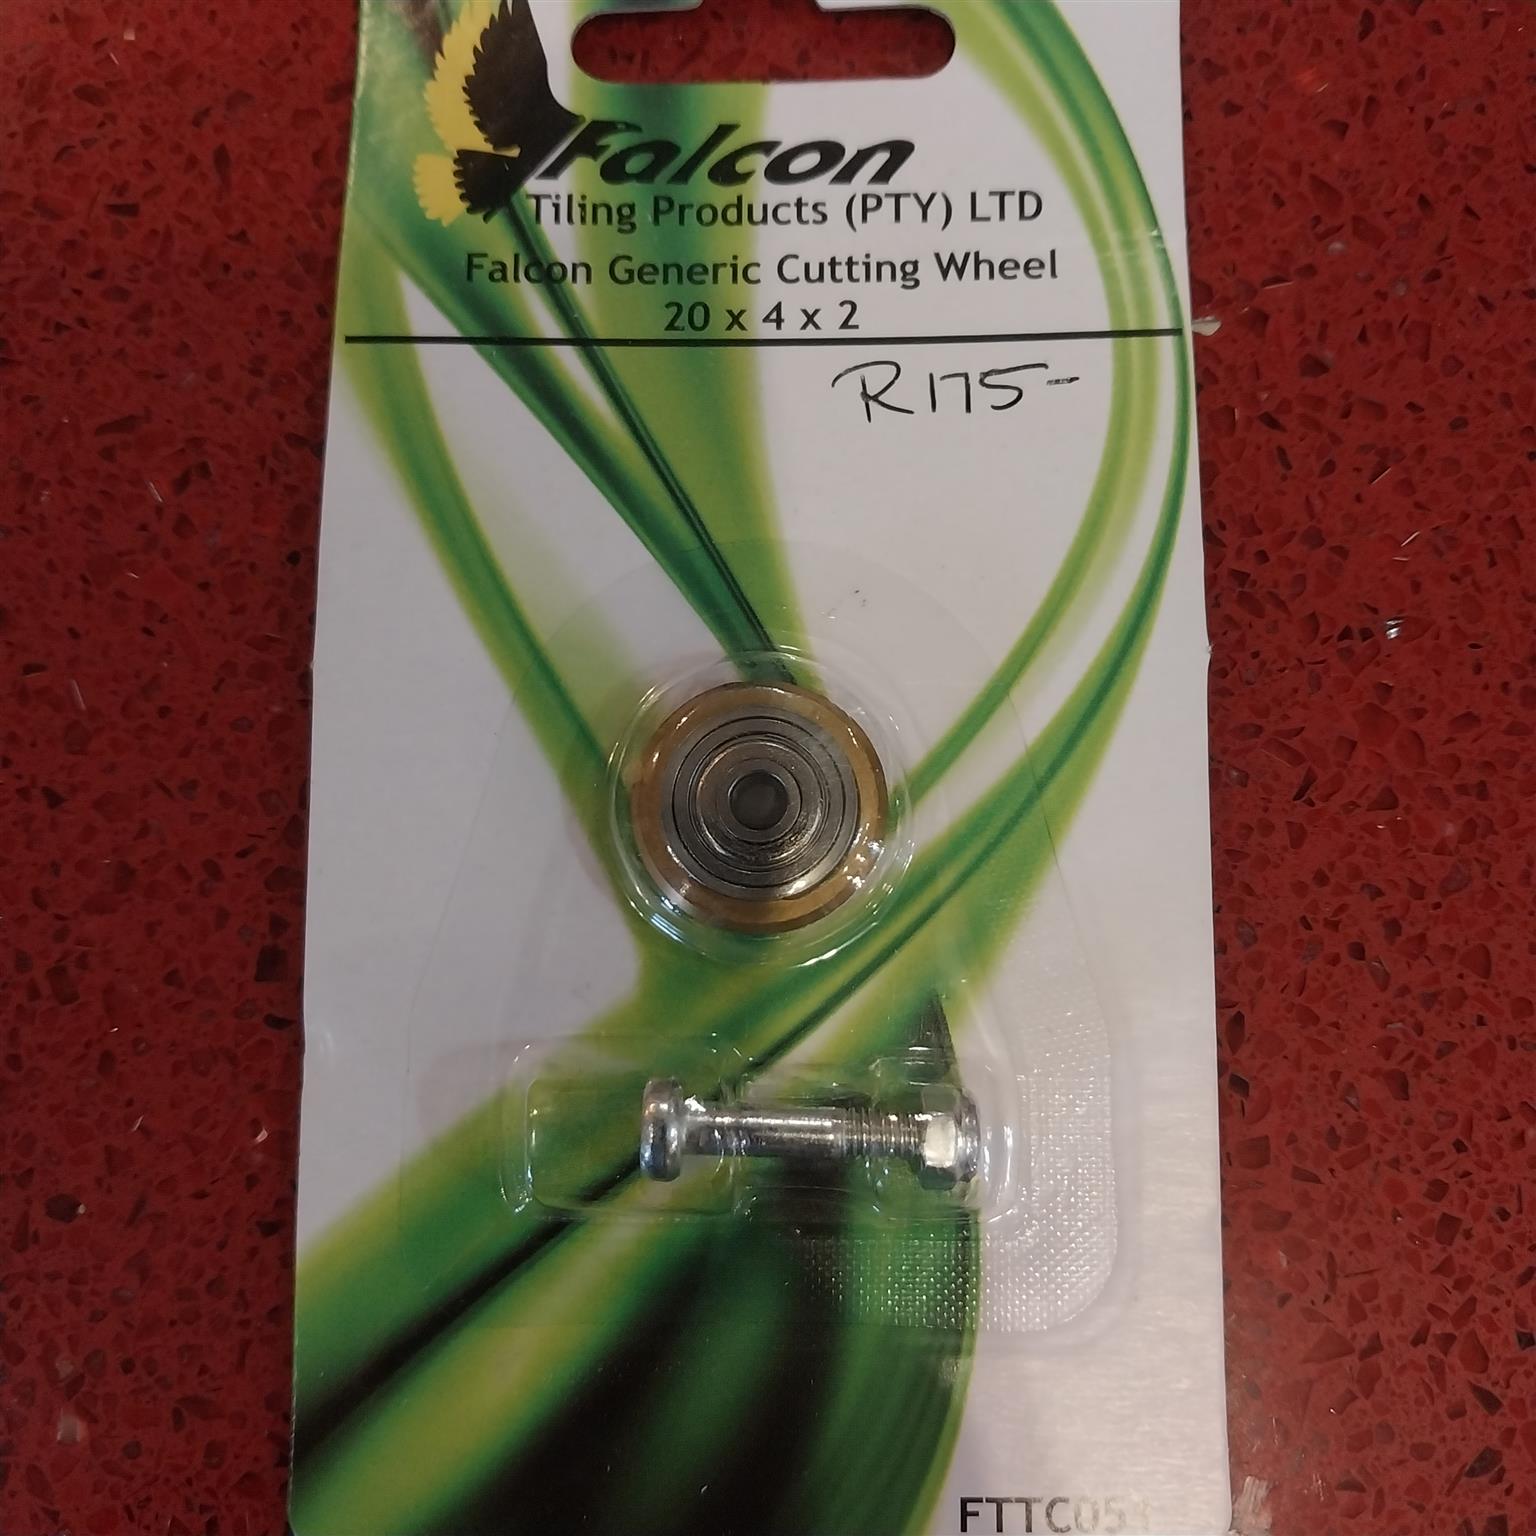 Falcon
Tiling Products (PTY) LTD
Falcon Generic Cutting Wheel
20 x 4 x 2
R175-